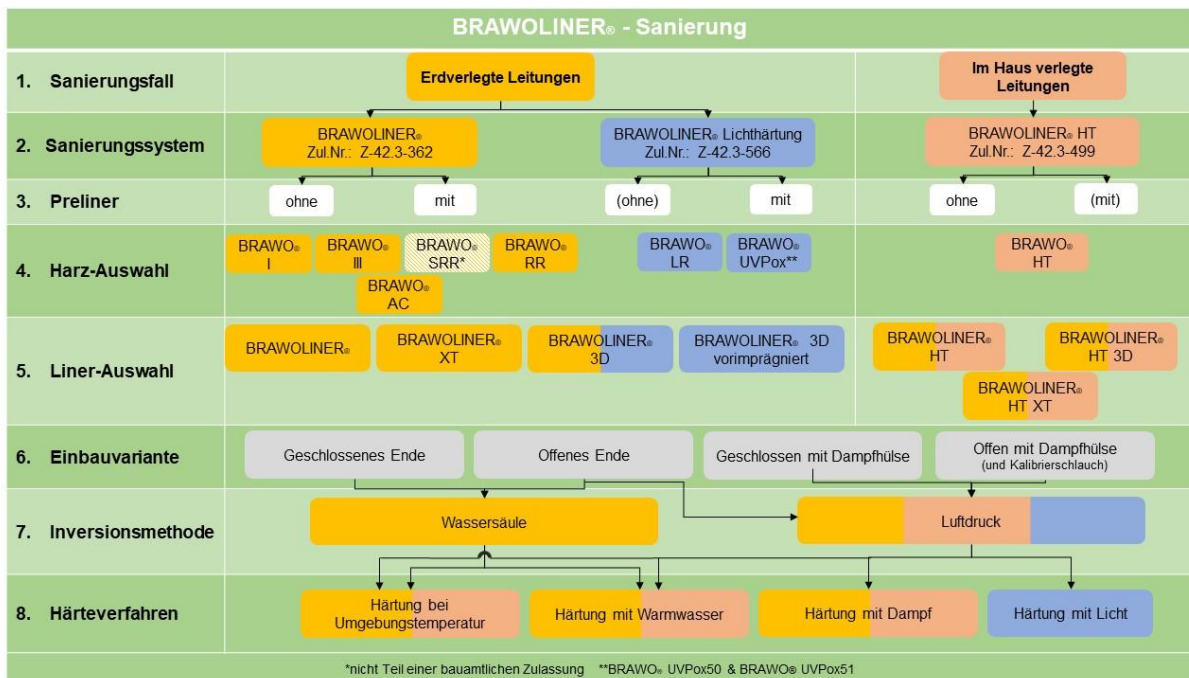 BRAWOLINER® - Sanierung
1. Sanierungsfall
Erdverlegte Leitungen
Im Haus verlegte
Leitungen
2. Sanierungssystem
BRAWOLINER®
Zul.Nr.: Z-42.3-362
BRAWOLINER® Lichthärtung
Zul.Nr.: Z-42.3-566
BRAWOLINER® HT
Zul.Nr.: Z-42.3-499
3. Preliner
ohne
mit
(ohne)
mit
ohne
(mit)
4. Harz-Auswahl
BRAWO®
I
BRAWO®
III
BRAWO®
SRR*
BRAWO®
RR
BRAWO®
AC
BRAWO®
LR
BRAWO®
UVPox**
BRAWO®
HT
5. Liner-Auswahl
BRAWOLINER®
BRAWOLINER®
XT
BRAWOLINER®
3D
BRAWOLINER® 3D
vorimprägniert
BRAWOLINER®
HT
BRAWOLINER®
HT 3D
BRAWOLINER®
HT XT
6. Einbauvariante
Geschlossenes Ende
Offenes Ende
Geschlossen mit Dampfhülse
Offen mit Dampfhülse
(und Kalibrierschlauch)
7. Inversionsmethode
Wassersäule
Luftdruck
8. Härteverfahren
Härtung bei
Umgebungstemperatur
Härtung mit Warmwasser
Härtung mit Dampf
Härtung mit Licht
*nicht Teil einer bauamtlichen Zulassung **BRAWO® UVPox50 & BRAWO® UVPox51